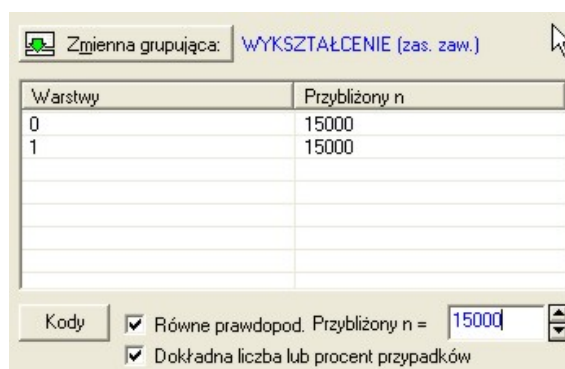 Zmienna grupująca: WYKSZTAŁCENIE (zas. zaw.)
Warstwy Przybliżony n
0 15000
1 15000
Kody Równe prawdopod. Przybliżony n = 15000
Dokładna liczba lub procent przypadków